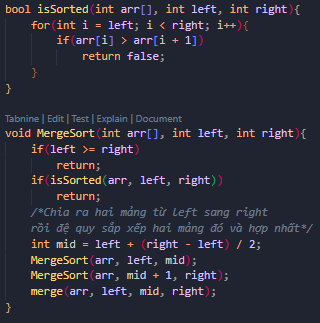 bool isSorted(int arr[], int left, int right){
    for(int i = left; i < right; i++){
        if(arr[i] > arr[i + 1])
            return false;
    }
}
Tabnine | Edit | Test | Explain | Document
void MergeSort(int arr[], int left, int right){
    if(left >= right)
        return;
    if(isSorted(arr, left, right))
        return;
    /*Chia ra hai mảng từ left sang right
    rồi đệ quy sắp xếp hai mảng đó và hợp nhất*/
    int mid = left + (right - left) / 2;
    MergeSort(arr, left, mid);
    MergeSort(arr, mid + 1, right);
    merge(arr, left, mid, right);
}